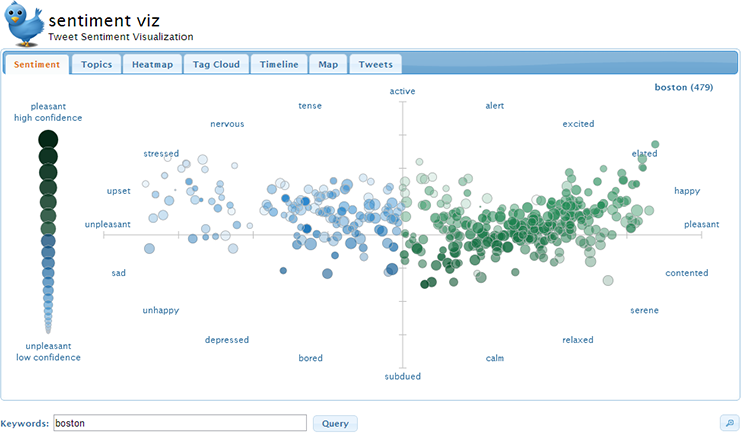 sentiment viz
Tweet Sentiment Visualization
Sentiment Topics Heatmap Tag Cloud Timeline Map Tweets
boston (479)
active
pleasant
high confidence
tense
alert
nervous
excited
stressed
elated
upset
happy
unpleasant
pleasant
sad
contented
unhappy
serene
depressed
relaxed
unpleasant
low confidence
bored
calm
subdued
Keywords: boston Query